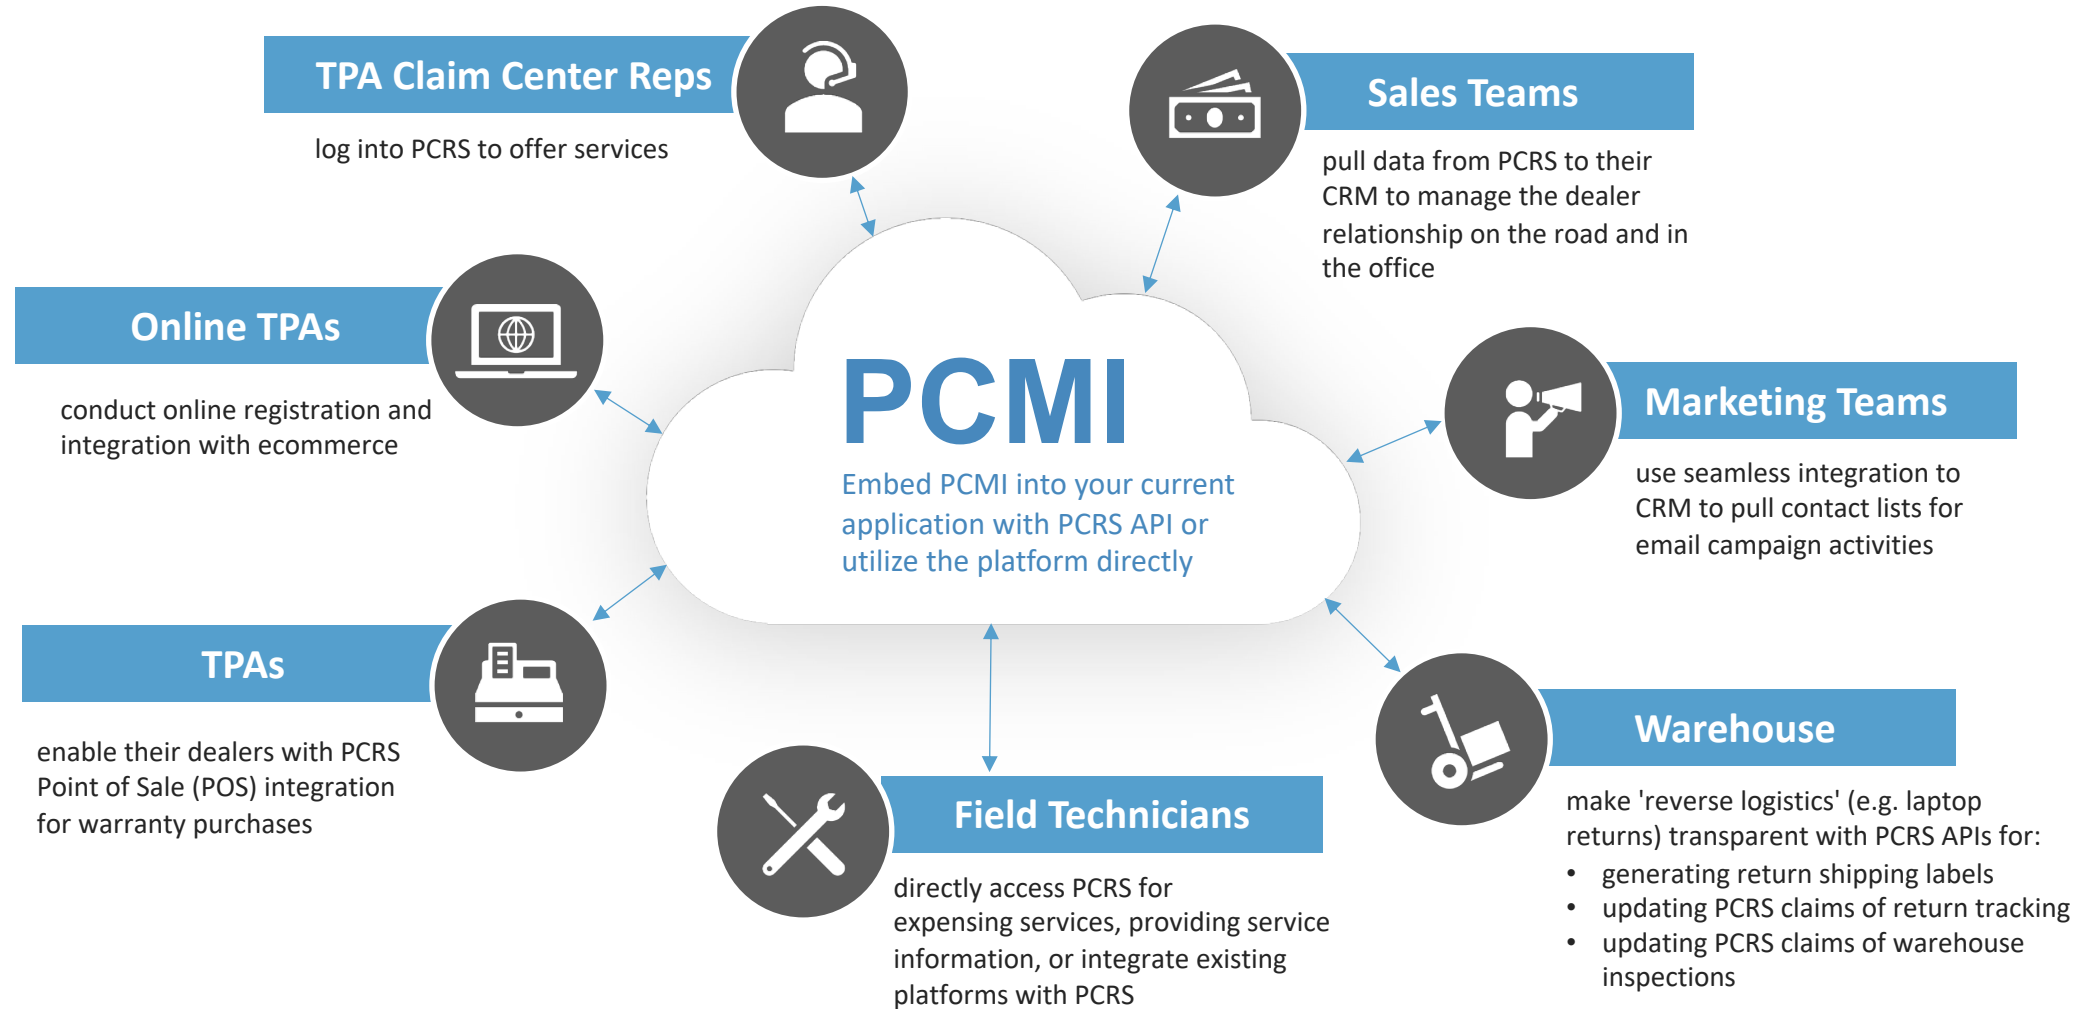 TPA Claim Center Reps
log into PCRS to offer services
Sales Teams
pull data from PCRS to their
CRM to manage the dealer
relationship on the road and in
the office
Online TPAs
conduct online registration and
integration with ecommerce
PCMI
Embed PCMI into your current
application with PCRS API or
utilize the platform directly
Marketing Teams
use seamless integration to
CRM to pull contact lists for
email campaign activities
TPAs
enable their dealers with PCRS
Point of Sale (POS) integration
for warranty purchases
Field Technicians
directly access PCRS for
expensing services, providing service
information, or integrate existing
platforms with PCRS
Warehouse
make 'reverse logistics' (e.g. laptop
returns) transparent with PCRS APIs for:
• generating return shipping labels
• updating PCRS claims of return tracking
• updating PCRS claims of warehouse
inspections